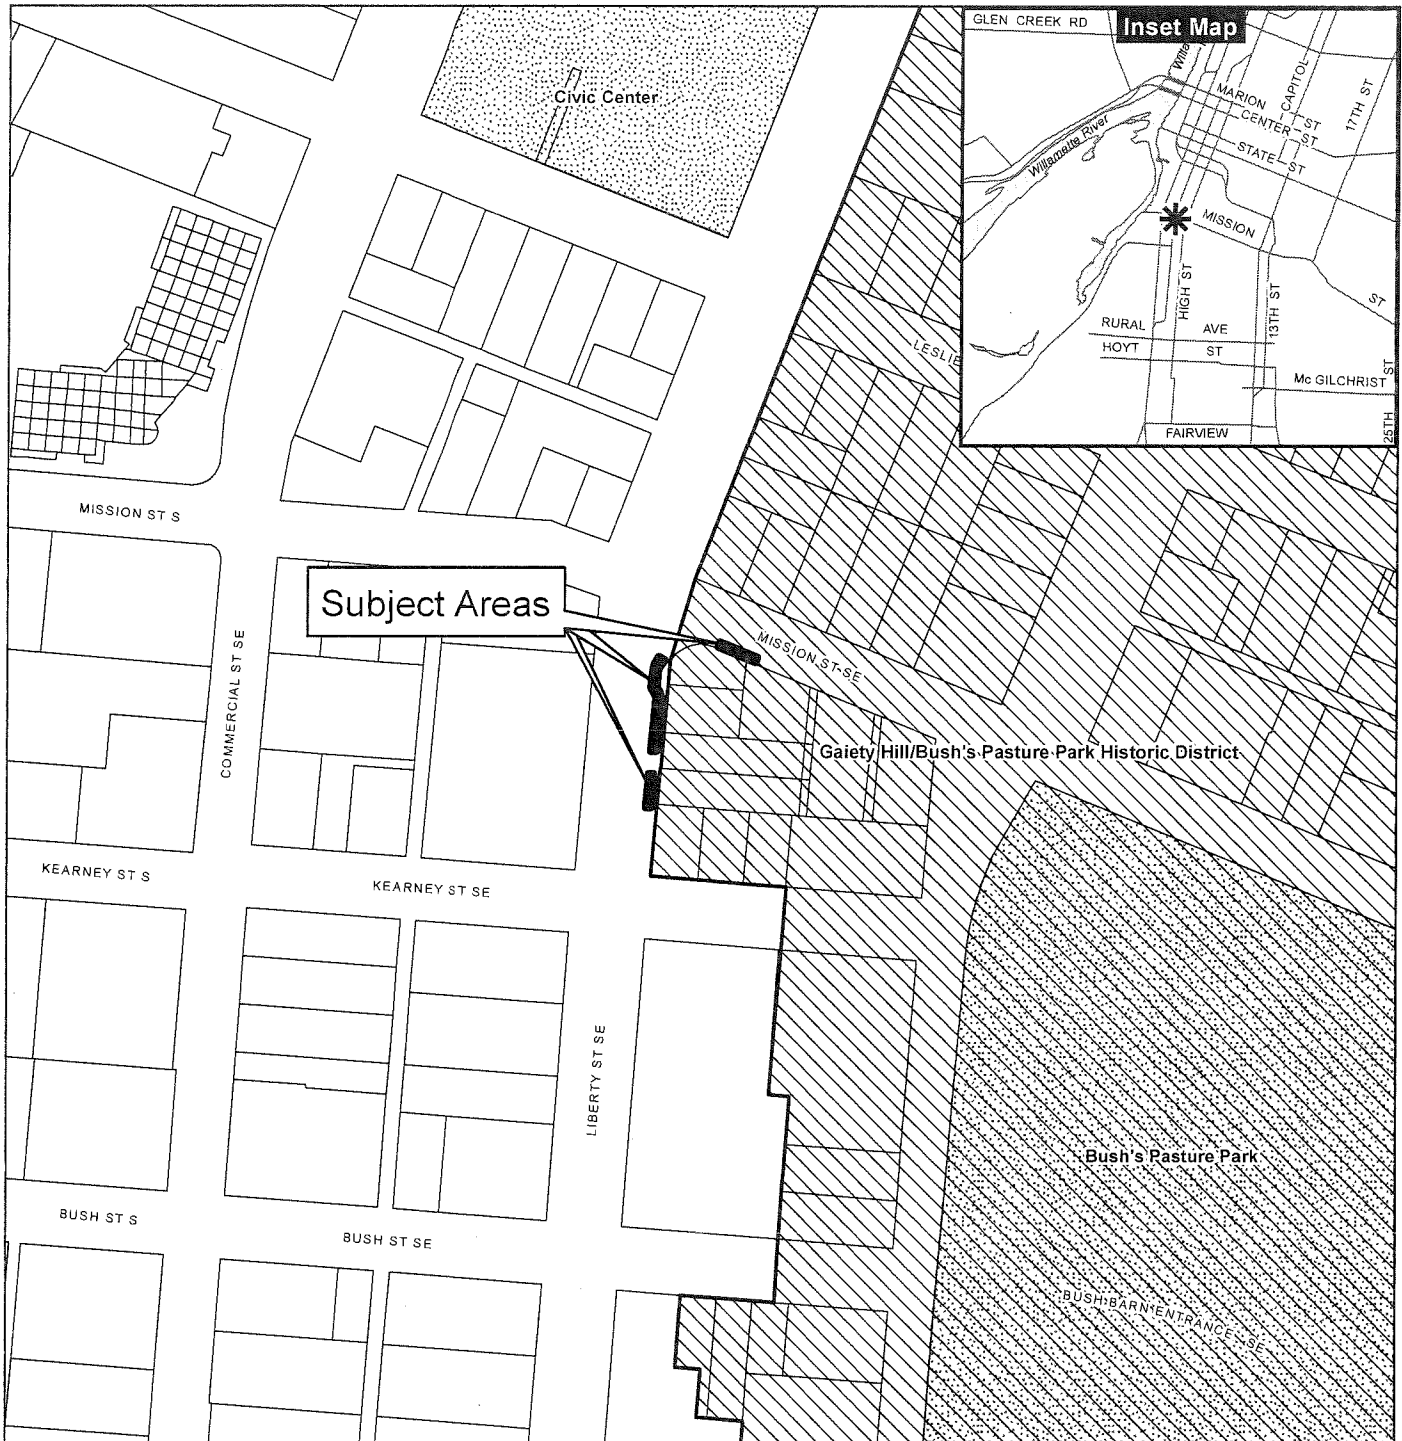 GLEN CREEK RD
Inset Map
Willa
CAPITOL
17TH ST
MARION ST
CENTER ST
STATE ST
Willamette River
MISSION
ST
HIGH ST
13TH ST
RURAL AVE
HOYT ST
Mc GILCHRIST ST
25TH
FAIRVIEW
Civic Center
LESLIE
MISSION ST S
Subject Areas
MISSION ST SE
COMMERCIAL ST SE
Gaiety Hill/Bush's Pasture Park Historic District
KEARNEY ST S
KEARNEY ST SE
LIBERTY ST SE
Bush's Pasture Park
BUSH ST S
BUSH ST SE
BUSH BARN ENTRANCE SE